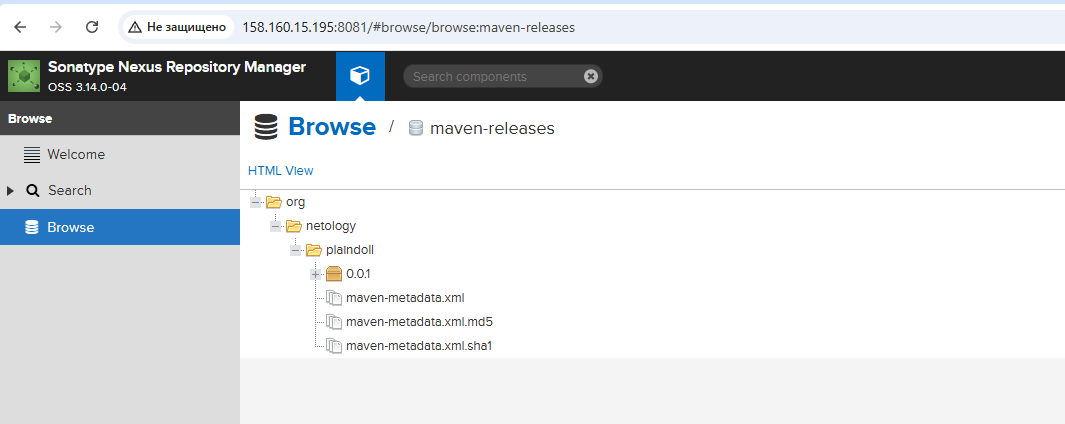 Не защищено 158.160.15.195:8081/#browse/browse:maven-releases
Sonatype Nexus Repository Manager
OSS 3.14.0-04
Search components
Browse
Welcome
Search
Browse
Browse / maven-releases
HTML View
org
netology
plaindoll
0.0.1
maven-metadata.xml
maven-metadata.xml.md5
maven-metadata.xml.sha1